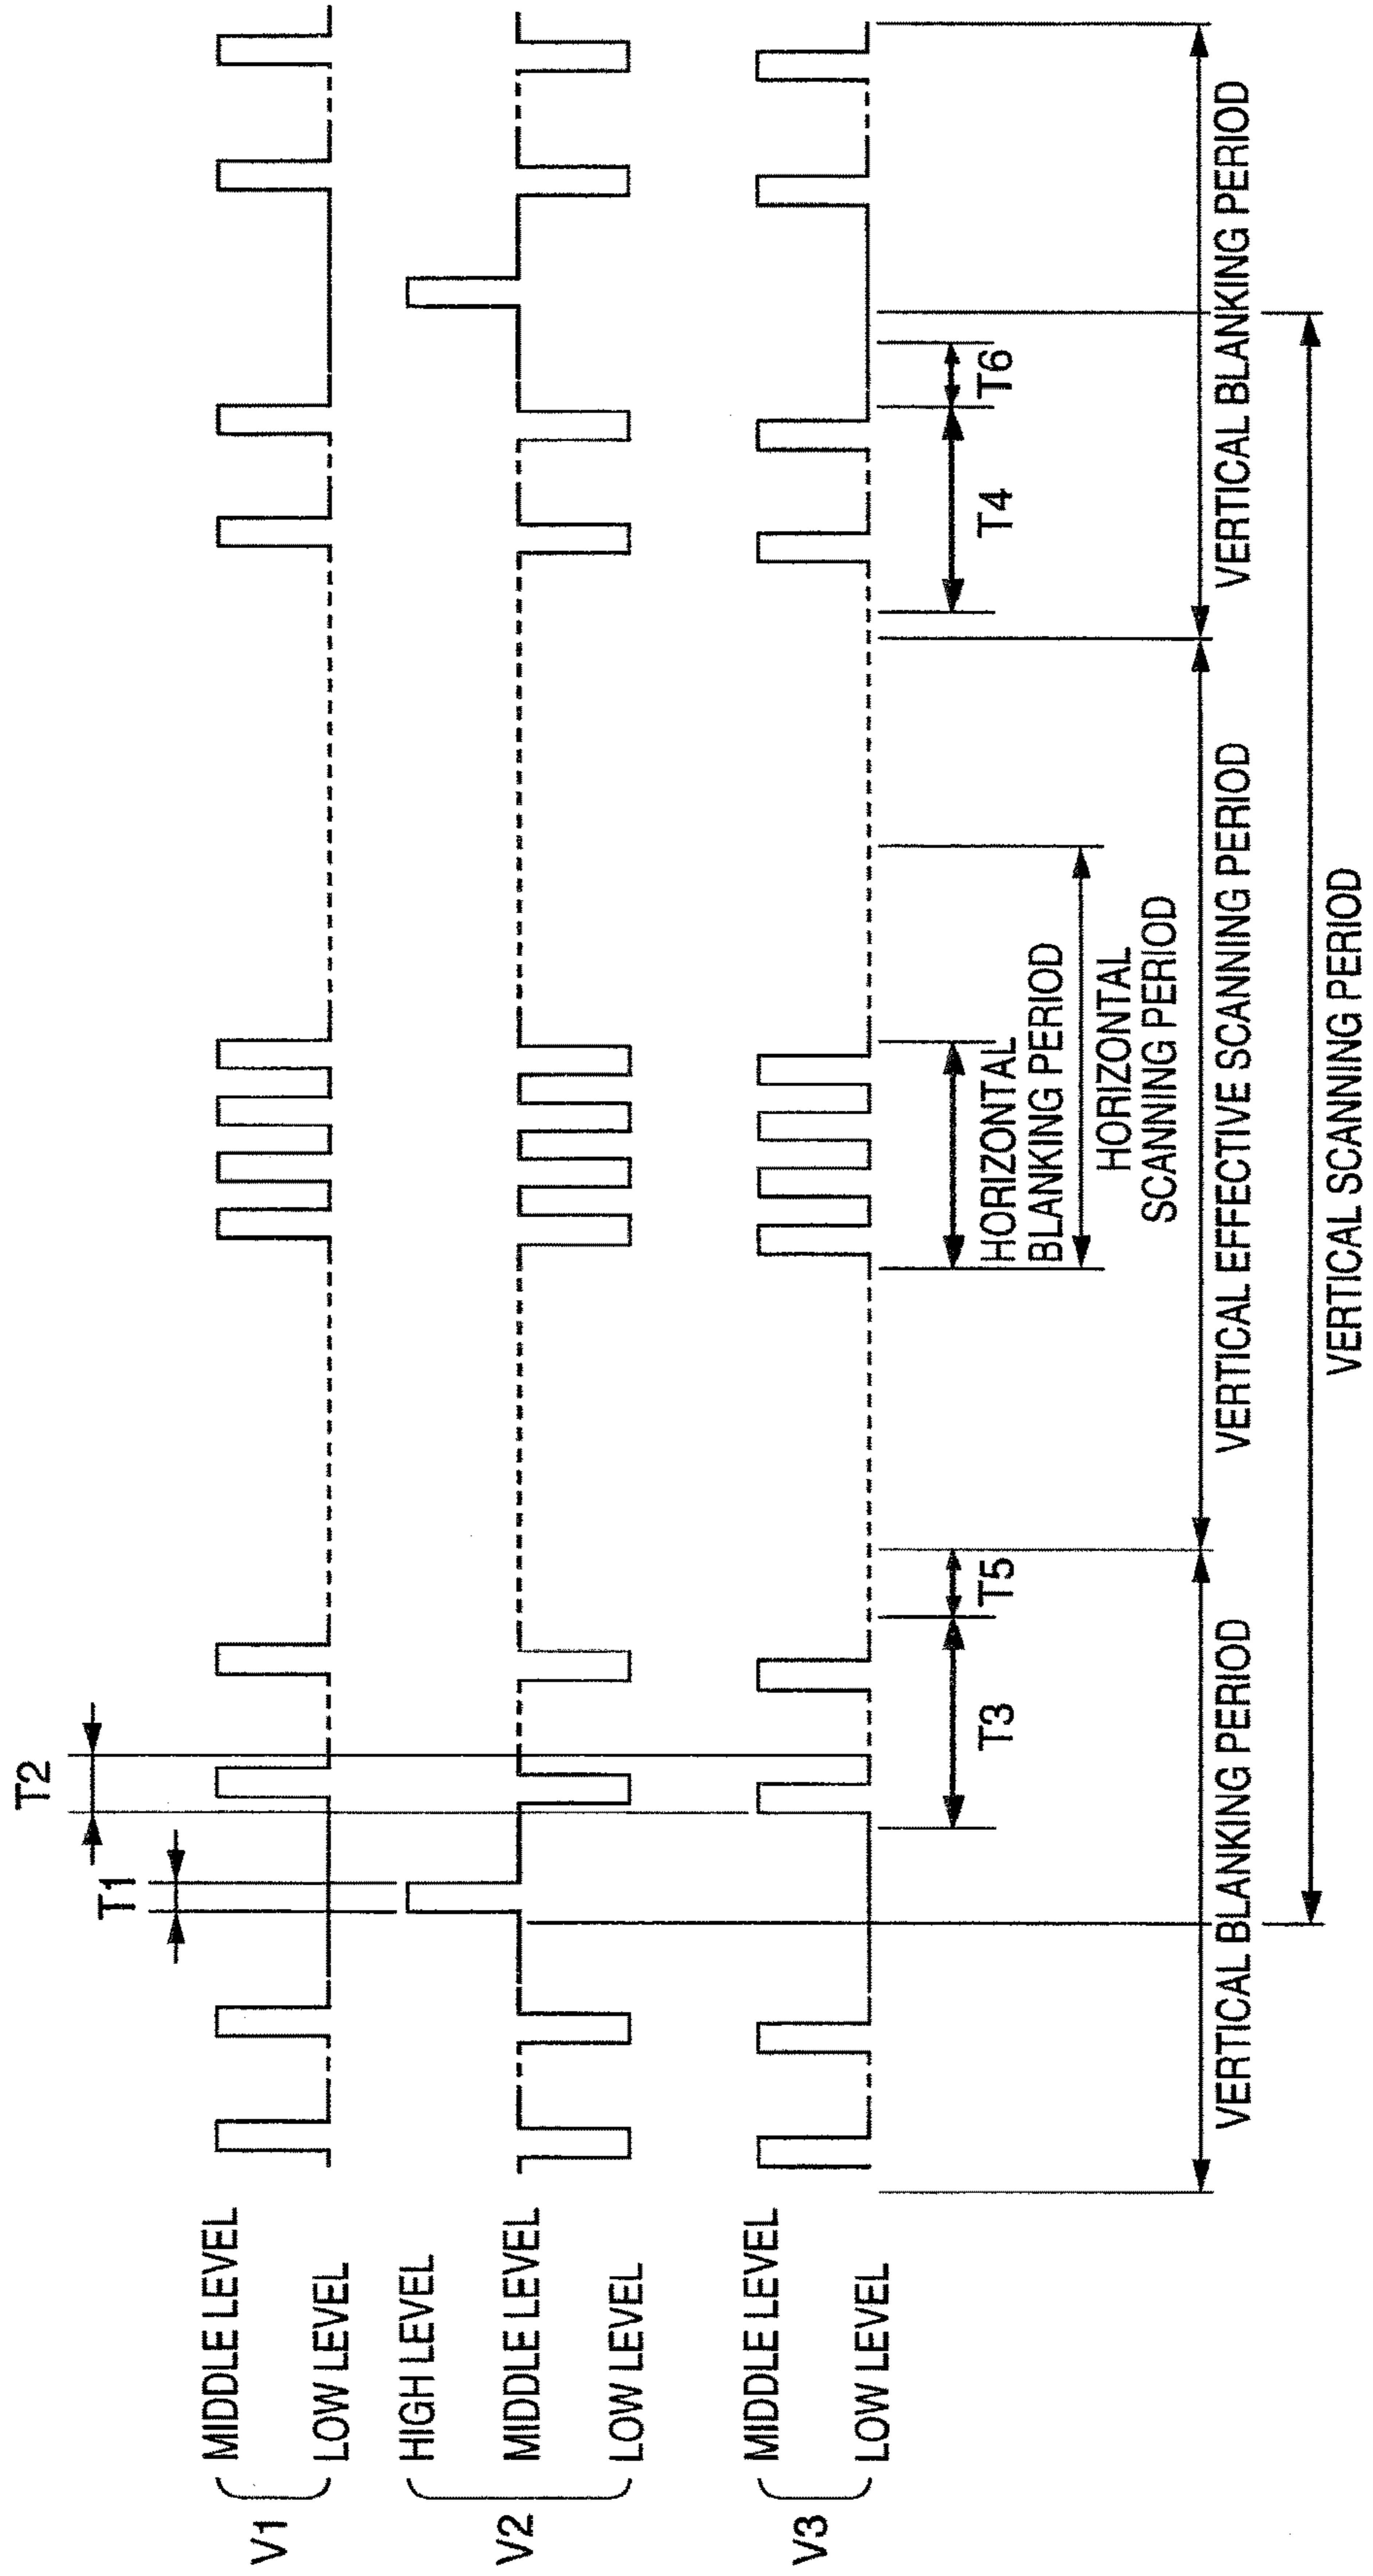 T1
T2
V1
MIDDLE LEVEL
LOW LEVEL
V2
HIGH LEVEL
MIDDLE LEVEL
LOW LEVEL
V3
MIDDLE LEVEL
LOW LEVEL
T3
T5
HORIZONTAL
BLANKING PERIOD
HORIZONTAL
SCANNING PERIOD
T4
T6
VERTICAL BLANKING PERIOD
VERTICAL EFFECTIVE SCANNING PERIOD
VERTICAL BLANKING PERIOD
VERTICAL SCANNING PERIOD